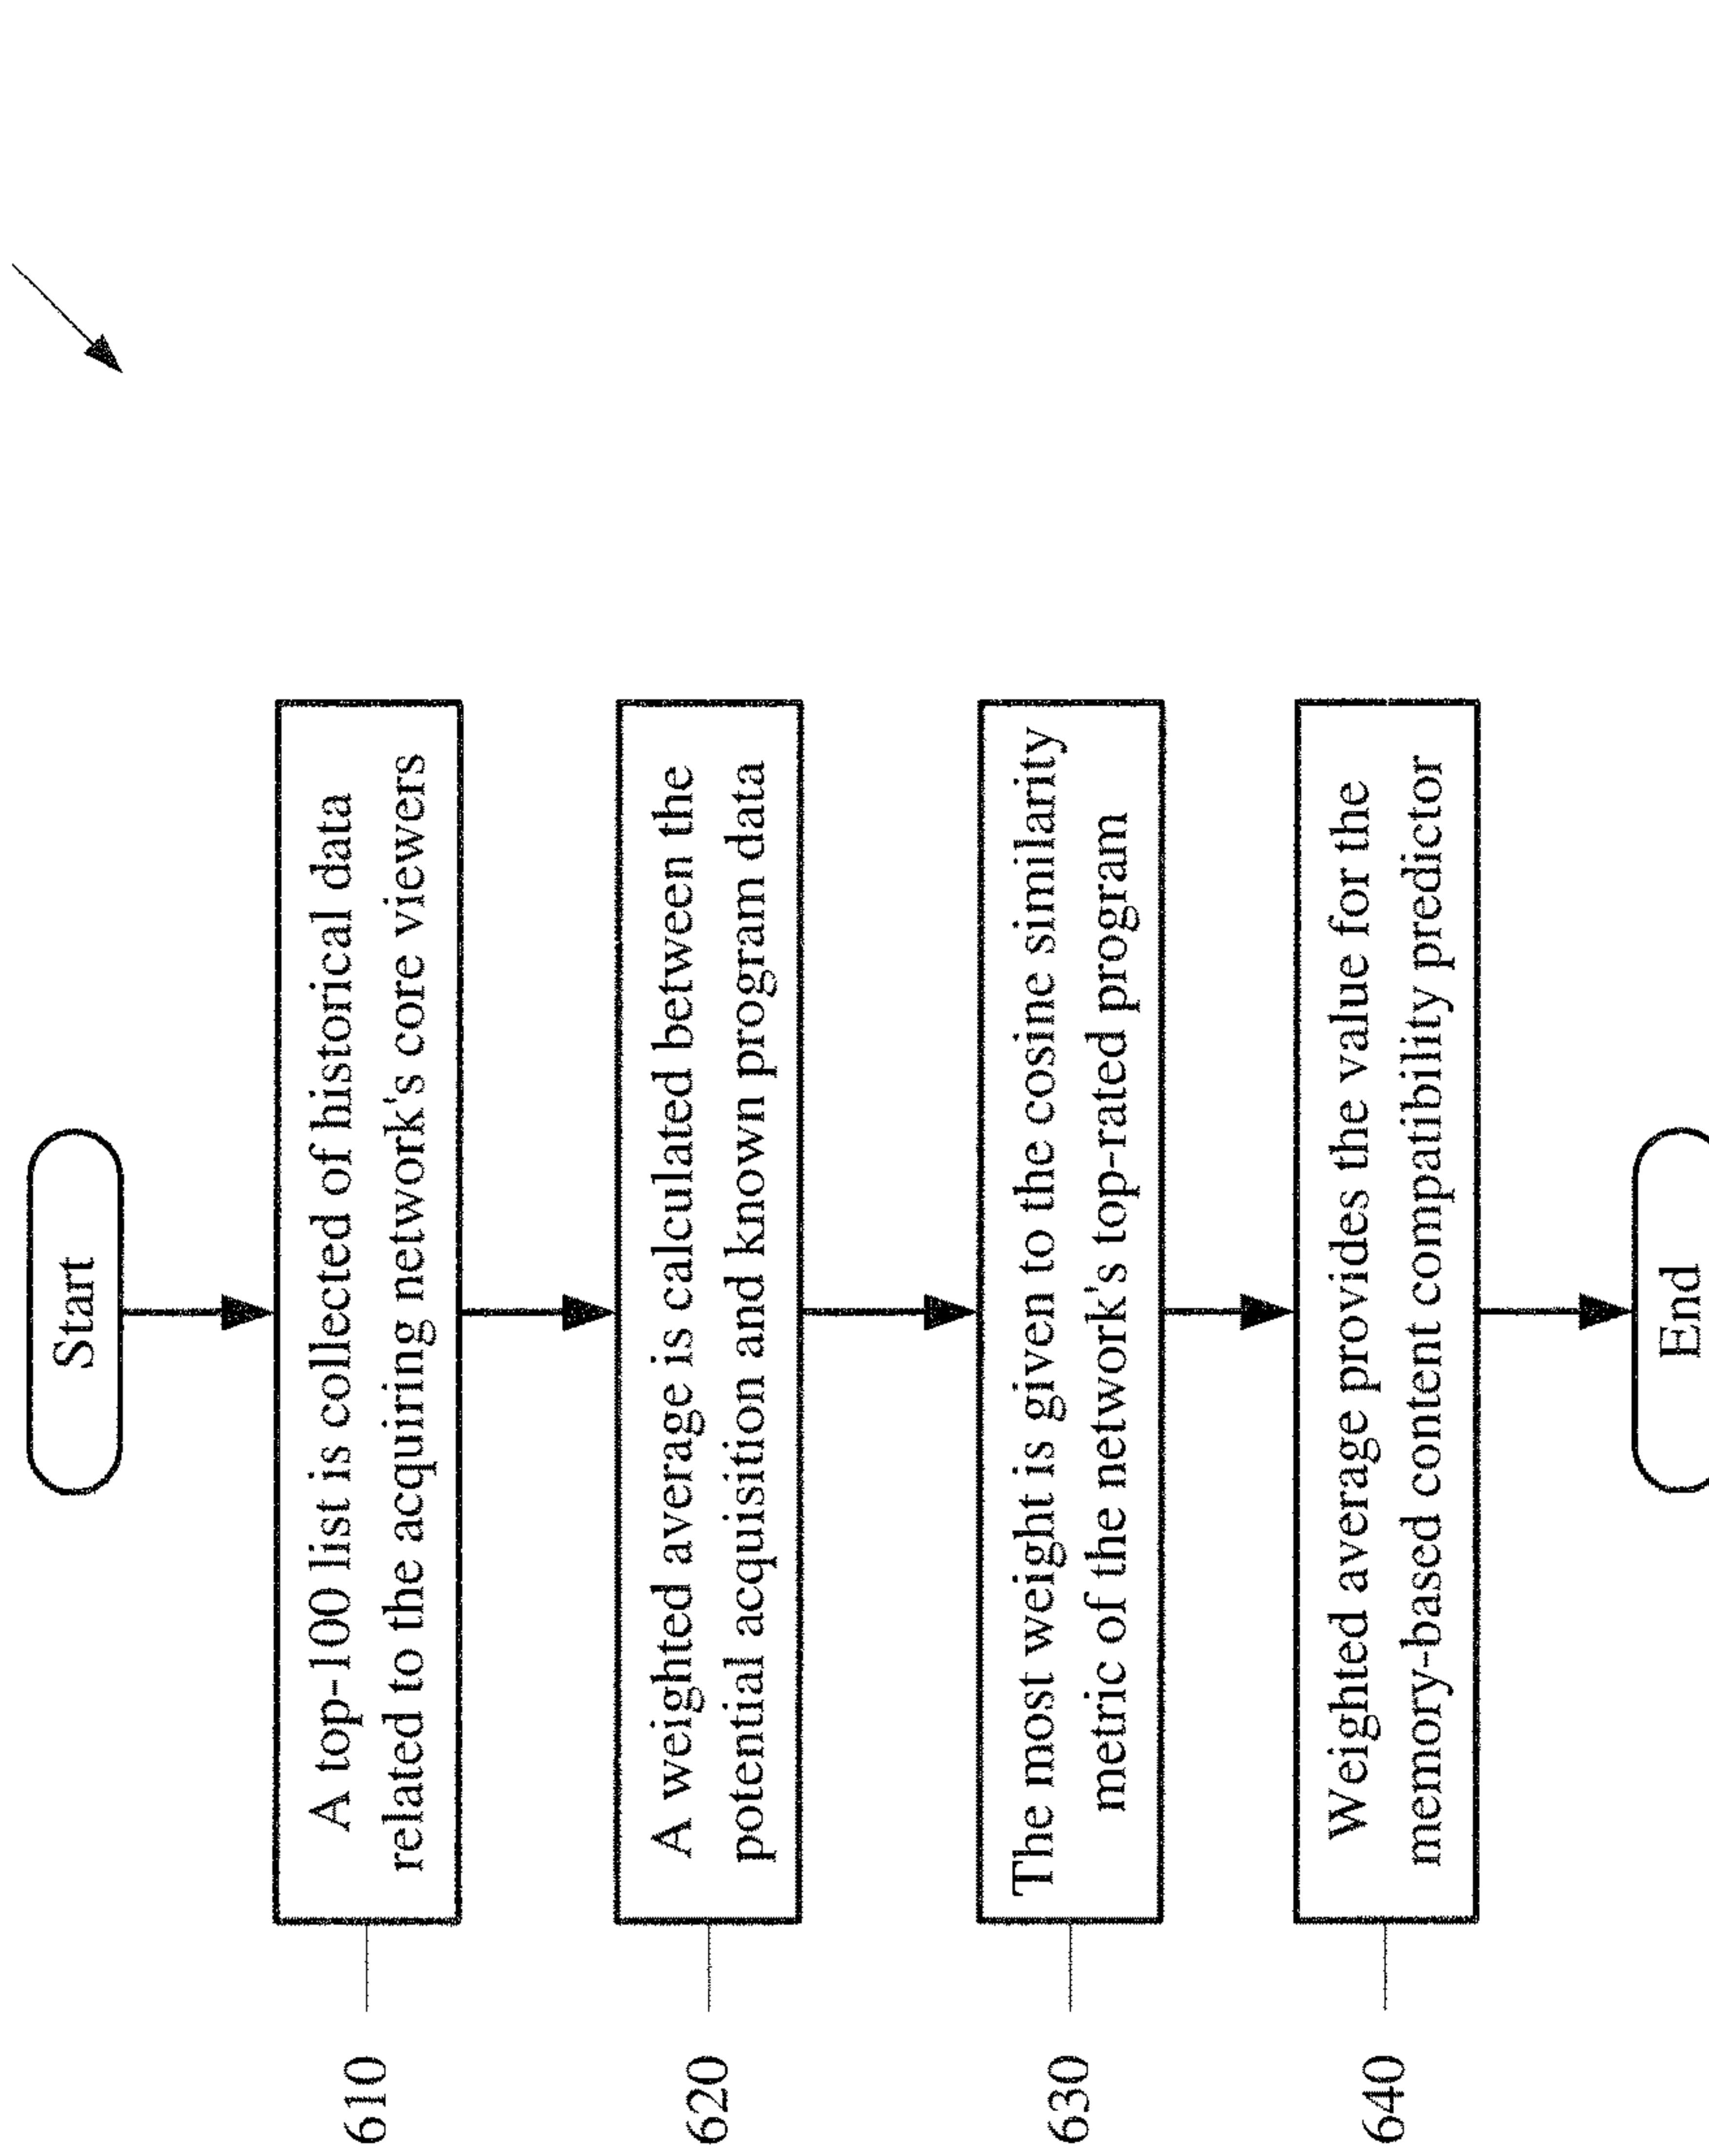 Start
610
A top-100 list is collected of historical data
related to the acquiring network's core viewers
620
A weighted average is calculated between the
potential acquisition and known program data
630
The most weight is given to the cosine similarity
metric of the network's top-rated program
640
Weighted average provides the value for the
memory-based content compatibility predictor
End